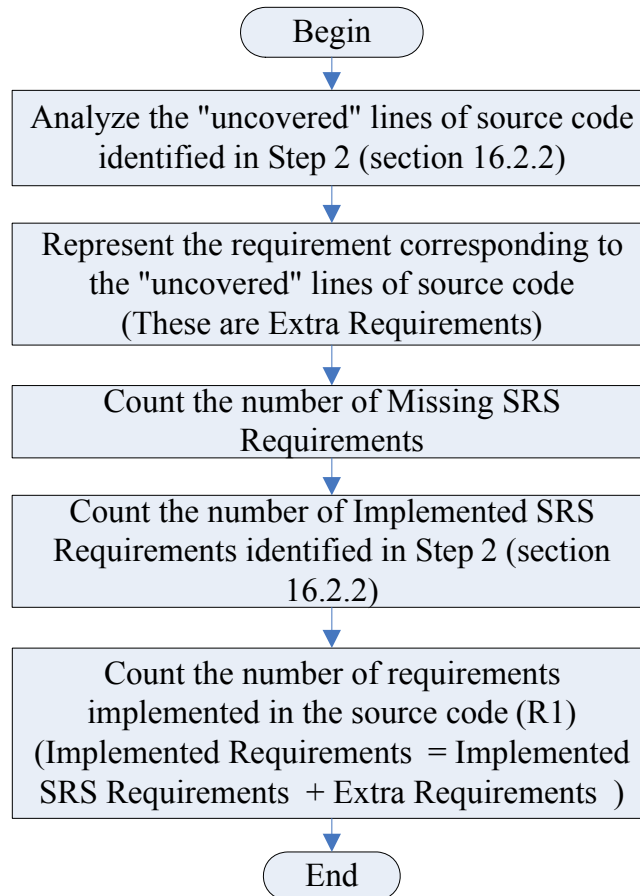 Begin
Analyze the "uncovered" lines of source code
identified in Step 2 (section 16.2.2)
Represent the requirement corresponding to
the "uncovered" lines of source code
(These are Extra Requirements)
Count the number of Missing SRS
Requirements
Count the number of Implemented SRS
Requirements identified in Step 2 (section
16.2.2)
Count the number of requirements
implemented in the source code (R1)
(Implemented Requirements = Implemented
SRS Requirements + Extra Requirements )
End